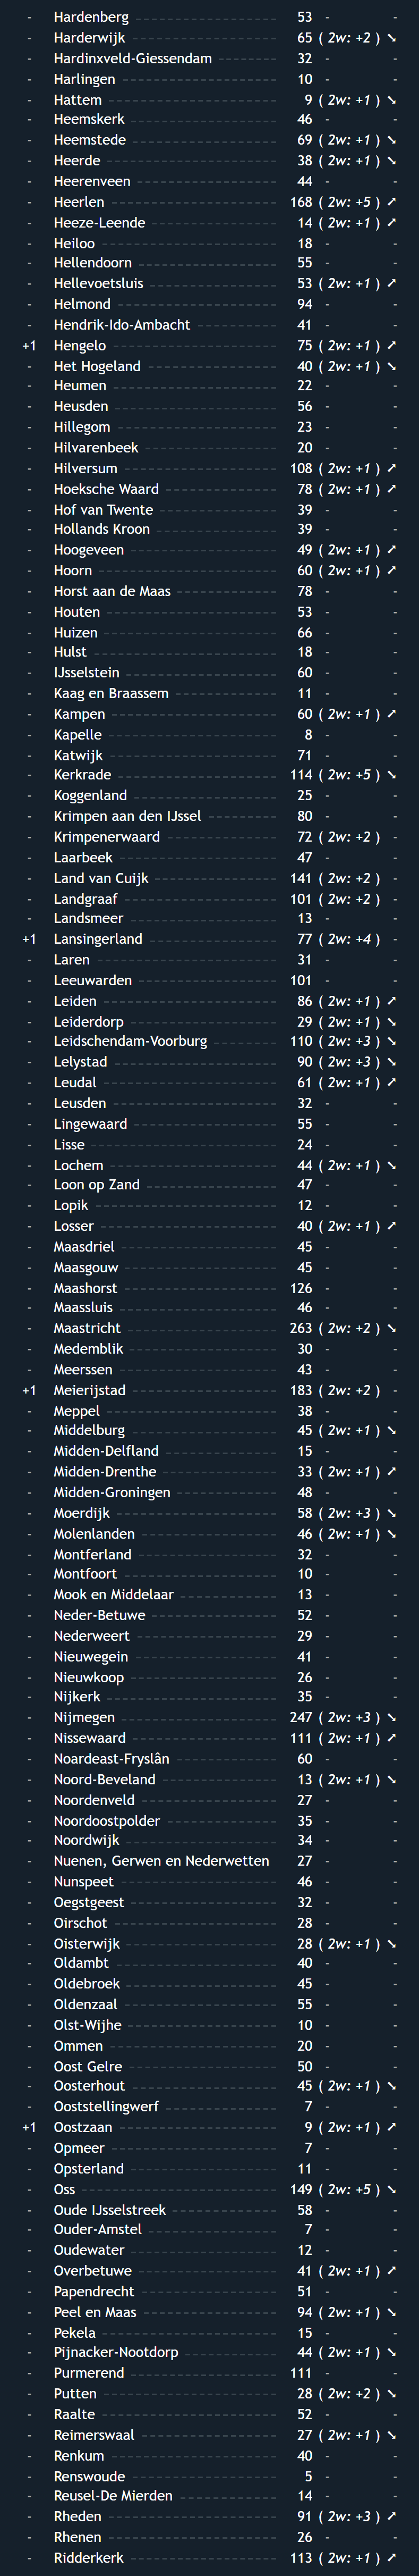 - Hardenberg 53 - -
- Harderwijk 65 ( 2w: +2 ) ↘
- Hardinxveld-Giessendam 32 - -
- Harlingen 10 - -
- Hattem 9 ( 2w: +1 ) ↘
- Heemskerk 46 - -
- Heemstede 69 ( 2w: +1 ) ↘
- Heerde 38 ( 2w: +1 ) ↘
- Heerenveen 44 - -
- Heerlen 168 ( 2w: +5 ) ↗
- Heeze-Leende 14 ( 2w: +1 ) ↗
- Heiloo 18 - -
- Hellendoorn 55 - -
- Hellevoetsluis 53 ( 2w: +1 ) ↗
- Helmond 94 - -
- Hendrik-Ido-Ambacht 41 - -
+1 Hengelo 75 ( 2w: +1 ) ↗
- Het Hogeland 40 ( 2w: +1 ) ↘
- Heumen 22 - -
- Heusden 56 - -
- Hillegom 23 - -
- Hilvarenbeek 20 - -
- Hilversum 108 ( 2w: +1 ) ↗
- Hoeksche Waard 78 ( 2w: +1 ) ↗
- Hof van Twente 39 - -
- Hollands Kroon 39 - -
- Hoogeveen 49 ( 2w: +1 ) ↗
- Hoorn 60 ( 2w: +1 ) ↗
- Horst aan de Maas 78 - -
- Houten 53 - -
- Huizen 66 - -
- Hulst 18 - -
- IJsselstein 60 - -
- Kaag en Braassem 11 - -
- Kampen 60 ( 2w: +1 ) ↗
- Kapelle 8 - -
- Katwijk 71 - -
- Kerkrade 114 ( 2w: +5 ) ↘
- Koggenland 25 - -
- Krimpen aan den IJssel 80 - -
- Krimpenerwaard 72 ( 2w: +2 ) -
- Laarbeek 47 - -
- Land van Cuijk 141 ( 2w: +2 ) -
- Landgraaf 101 ( 2w: +2 ) -
- Landsmeer 13 - -
+1 Lansingerland 77 ( 2w: +4 ) -
- Laren 31 - -
- Leeuwarden 101 - -
- Leiden 86 ( 2w: +1 ) ↗
- Leiderdorp 29 ( 2w: +1 ) ↘
- Leidschendam-Voorburg 110 ( 2w: +3 ) ↘
- Lelystad 90 ( 2w: +3 ) ↘
- Leudal 61 ( 2w: +1 ) ↗
- Leusden 32 - -
- Lingewaard 55 - -
- Lisse 24 - -
- Lochem 44 ( 2w: +1 ) ↘
- Loon op Zand 47 - -
- Lopik 12 - -
- Losser 40 ( 2w: +1 ) ↗
- Maasdriel 45 - -
- Maasgouw 45 - -
- Maashorst 126 - -
- Maassluis 46 - -
- Maastricht 263 ( 2w: +2 ) ↘
- Medemblik 30 - -
- Meerssen 43 - -
+1 Meierijstad 183 ( 2w: +2 ) -
- Meppel 38 - -
- Middelburg 45 ( 2w: +1 ) ↘
- Midden-Delfland 15 - -
- Midden-Drenthe 33 ( 2w: +1 ) ↗
- Midden-Groningen 48 - -
- Moerdijk 58 ( 2w: +3 ) ↘
- Molenlanden 46 ( 2w: +1 ) ↘
- Montferland 32 - -
- Montfoort 10 - -
- Mook en Middelaar 13 - -
- Neder-Betuwe 52 - -
- Nederweert 29 - -
- Nieuwegein 41 - -
- Nieuwkoop 26 - -
- Nijkerk 35 - -
- Nijmegen 247 ( 2w: +3 ) ↘
- Nissewaard 111 ( 2w: +1 ) ↗
- Noardeast-Fryslân 60 - -
- Noord-Beveland 13 ( 2w: +1 ) ↘
- Noordenveld 27 - -
- Noordoostpolder 35 - -
- Noordwijk 34 - -
- Nuenen, Gerwen en Nederwetten 27 - -
- Nunspeet 46 - -
- Oegstgeest 32 - -
- Oirschot 28 - -
- Oisterwijk 28 ( 2w: +1 ) ↘
- Oldambt 40 - -
- Oldebroek 45 - -
- Oldenzaal 55 - -
- Olst-Wijhe 10 - -
- Ommen 20 - -
- Oost Gelre 50 - -
- Oosterhout 45 ( 2w: +1 ) ↘
- Ooststellingwerf 7 - -
+1 Oostzaan 9 ( 2w: +1 ) ↗
- Opmeer 7 - -
- Opsterland 11 - -
- Oss 149 ( 2w: +5 ) ↘
- Oude IJsselstreek 58 - -
- Ouder-Amstel 7 - -
- Oudewater 12 - -
- Overbetuwe 41 ( 2w: +1 ) ↗
- Papendrecht 51 - -
- Peel en Maas 94 ( 2w: +1 ) ↘
- Pekela 15 - -
- Pijnacker-Nootdorp 44 ( 2w: +1 ) ↘
- Purmerend 111 - -
- Putten 28 ( 2w: +2 ) ↘
- Raalte 52 - -
- Reimerswaal 27 ( 2w: +1 ) ↘
- Renkum 40 - -
- Renswoude 5 - -
- Reusel-De Mierden 14 - -
- Rheden 91 ( 2w: +3 ) ↗
- Rhenen 26 - -
- Ridderkerk 113 ( 2w: +1 ) ↗